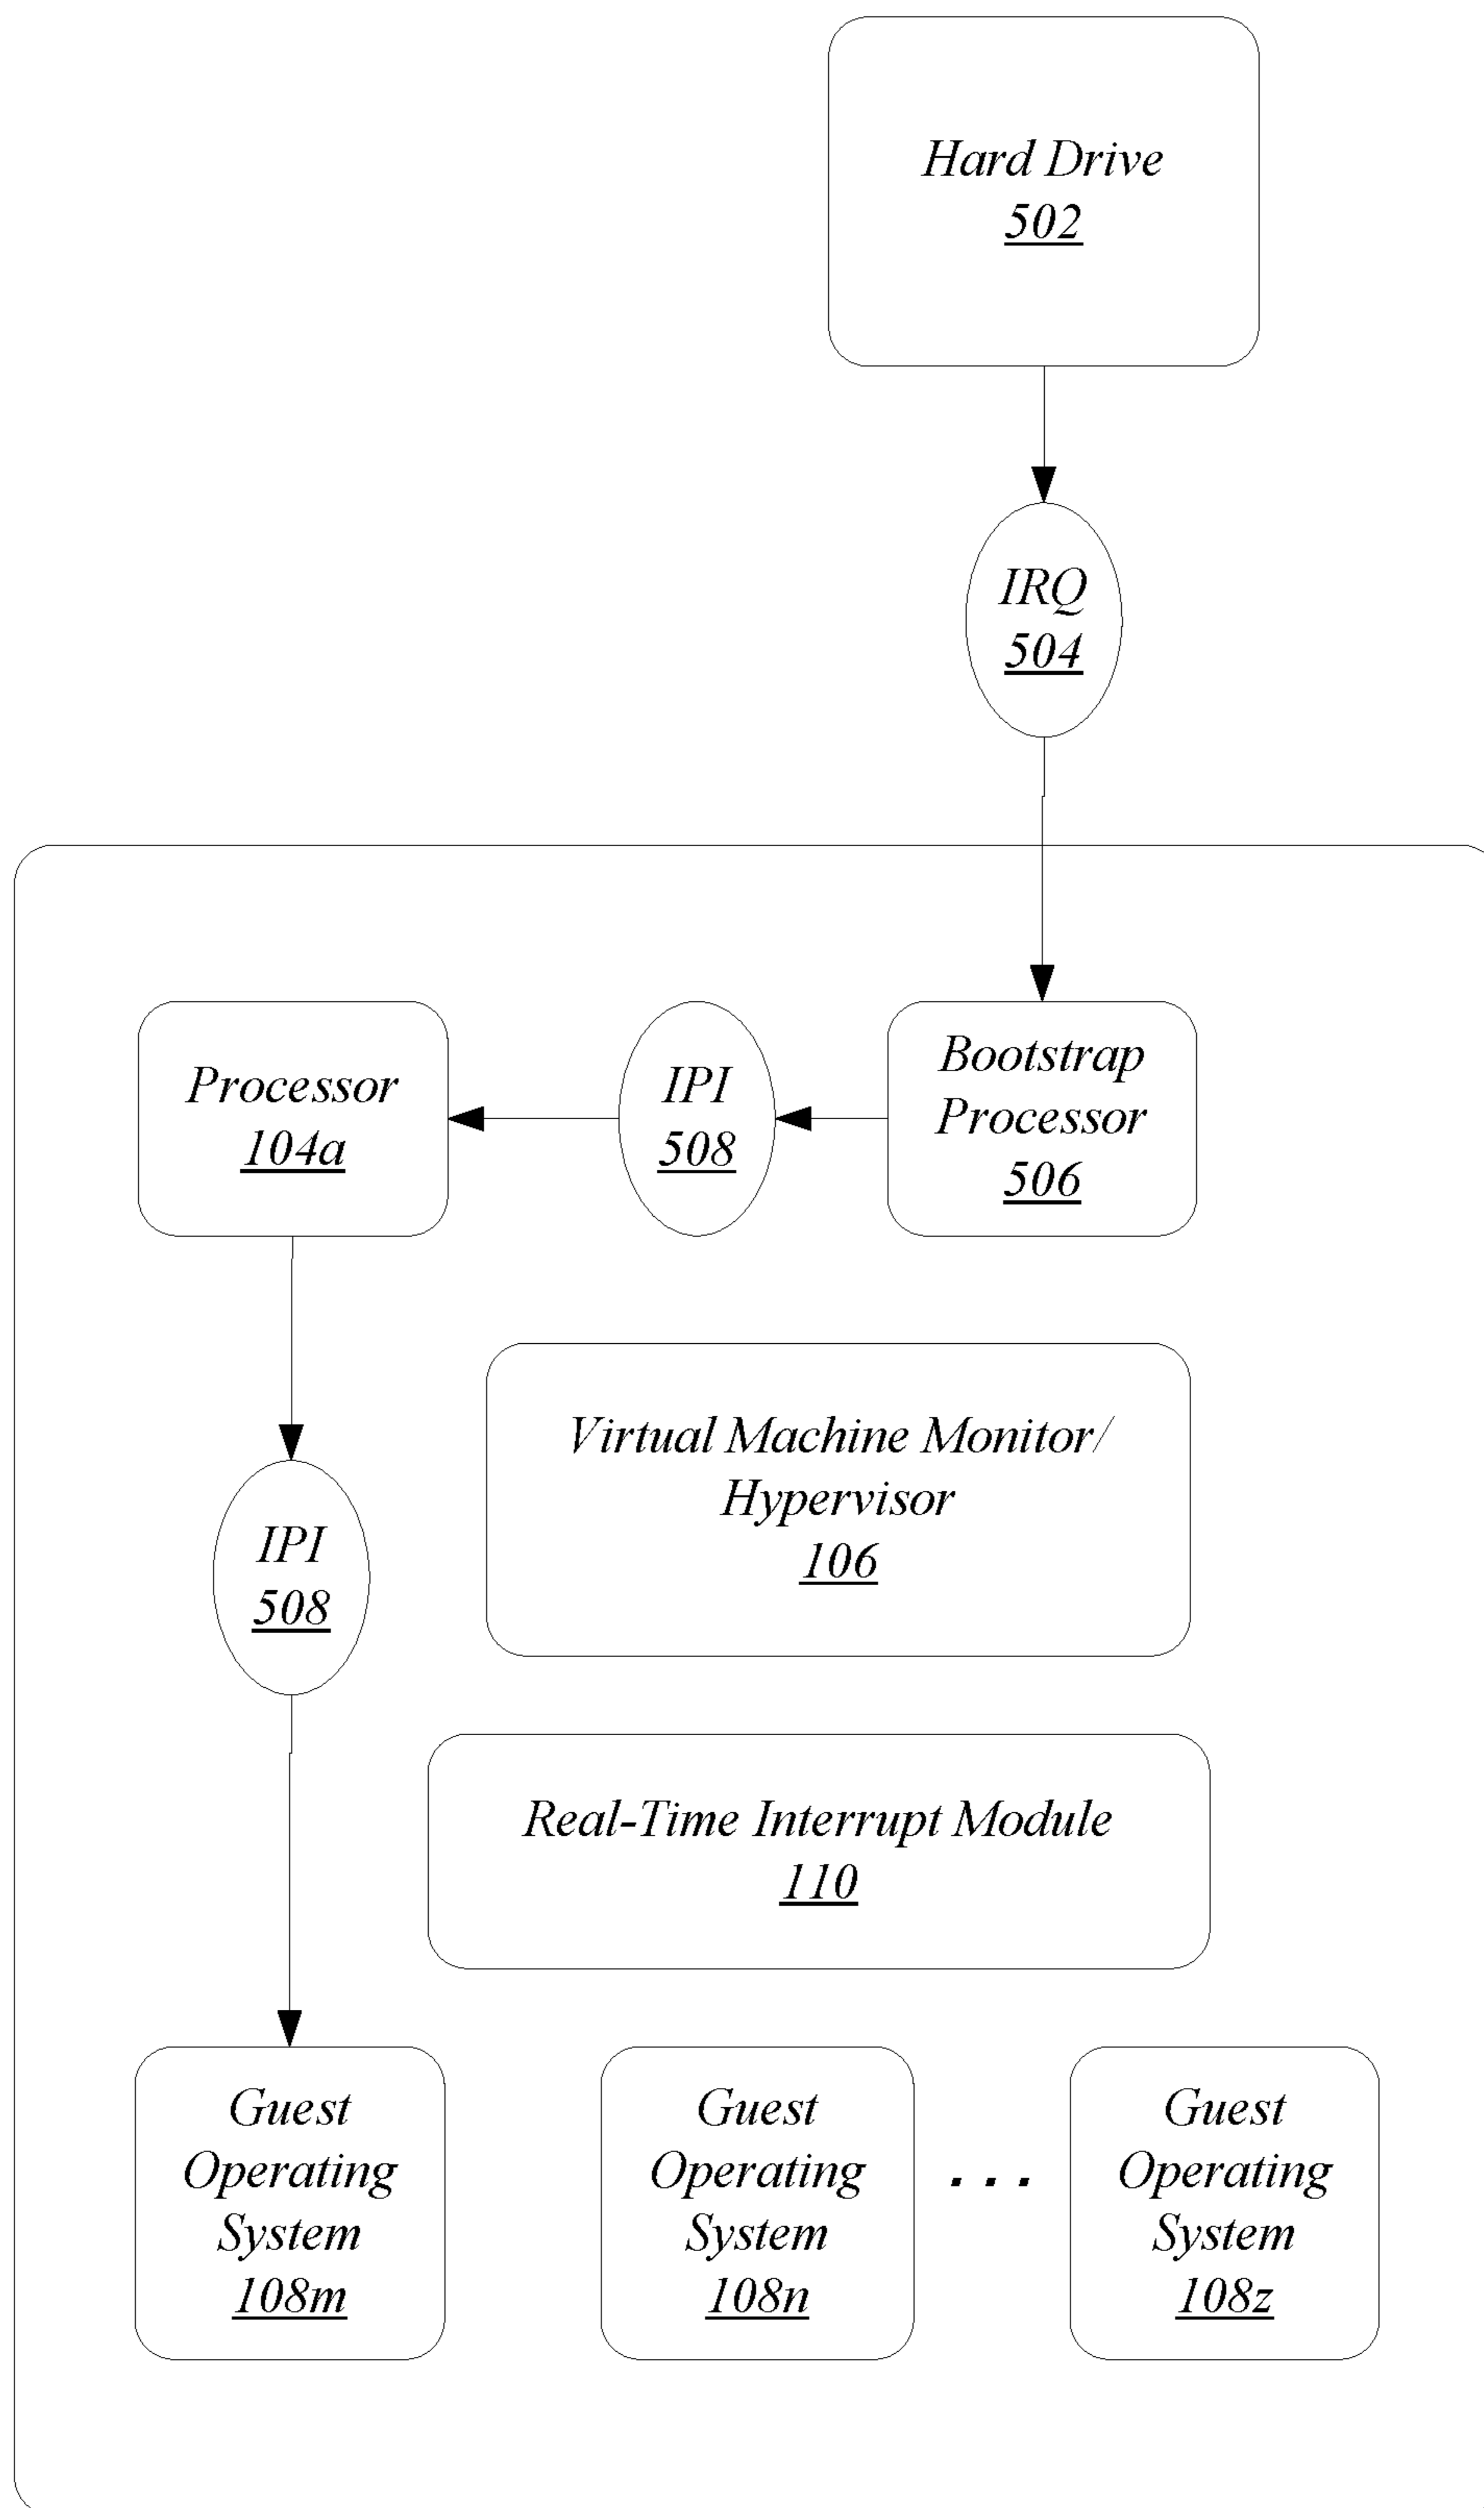 Hard Drive
502
IRQ
504
Processor
104a
IPI
508
Bootstrap
Processor
506
Virtual Machine Monitor/
Hypervisor
106
IPI
508
Real-Time Interrupt Module
110
Guest
Operating
System
108m
Guest
Operating
System
108n
...
Guest
Operating
System
108z